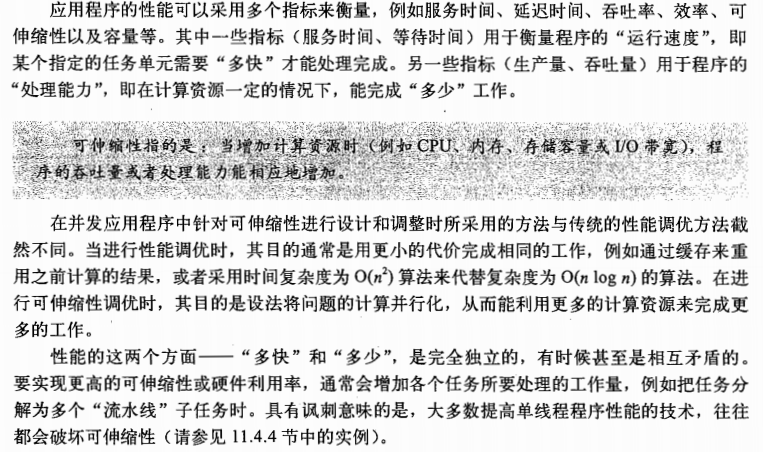 应用程序的性能可以采用多个指标来衡量，例如服务时间、延迟时间、吞吐率、效率、可
伸缩性以及容量等。其中一些指标（服务时间、等待时间）用于衡量程序的“运行速度”，即
某个指定的任务单元需要“多快”才能处理完成。另一些指标（生产量、吞吐量）用于程序的
“处理能力”，即在计算资源一定的情况下，能完成“多少”工作。
可伸缩性指的是：当增加计算资源时（例如 CPU、内存、存储容量或 I/O 带宽），程
序的吞吐量或者处理能力能相应地增加。
在并发应用程序中针对可伸缩性进行设计和调整时所采用的方法与传统的性能调优方法截
然不同。当进行性能调优时，其目的通常是用更小的代价完成相同的工作，例如通过缓存来重
用之前计算的结果，或者采用时间复杂度为 O(n²) 算法来代替复杂度为 O(n log n) 的算法。在进
行可伸缩性调优时，其目的是设法将问题的计算并行化，从而能利用更多的计算资源来完成更
多的工作。
性能的这两个方面——“多快”和“多少”，是完全独立的，有时候甚至是相互矛盾的。
要实现更高的可伸缩性或硬件利用率，通常会增加各个任务所要处理的工作量，例如把任务分
解为多个“流水线”子任务时。具有讽刺意味的是，大多数提高单线程程序性能的技术，往往
都会破坏可伸缩性（请参见 11.4.4 节中的实例）。